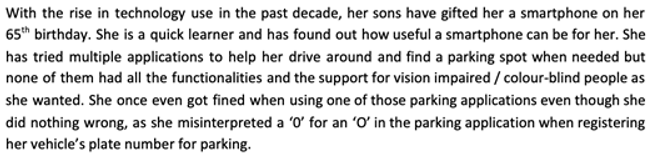 With the rise in technology use in the past decade, her sons have gifted her a smartphone on her
65th birthday. She is a quick learner and has found out how useful a smartphone can be for her. She
has tried multiple applications to help her drive around and find a parking spot when needed but
none of them had all the functionalities and the support for vision impaired / colour-blind people as
she wanted. She once even got fined when using one of those parking applications even though she
did nothing wrong, as she misinterpreted a ‘0’ for an ‘O’ in the parking application when registering
her vehicle’s plate number for parking.